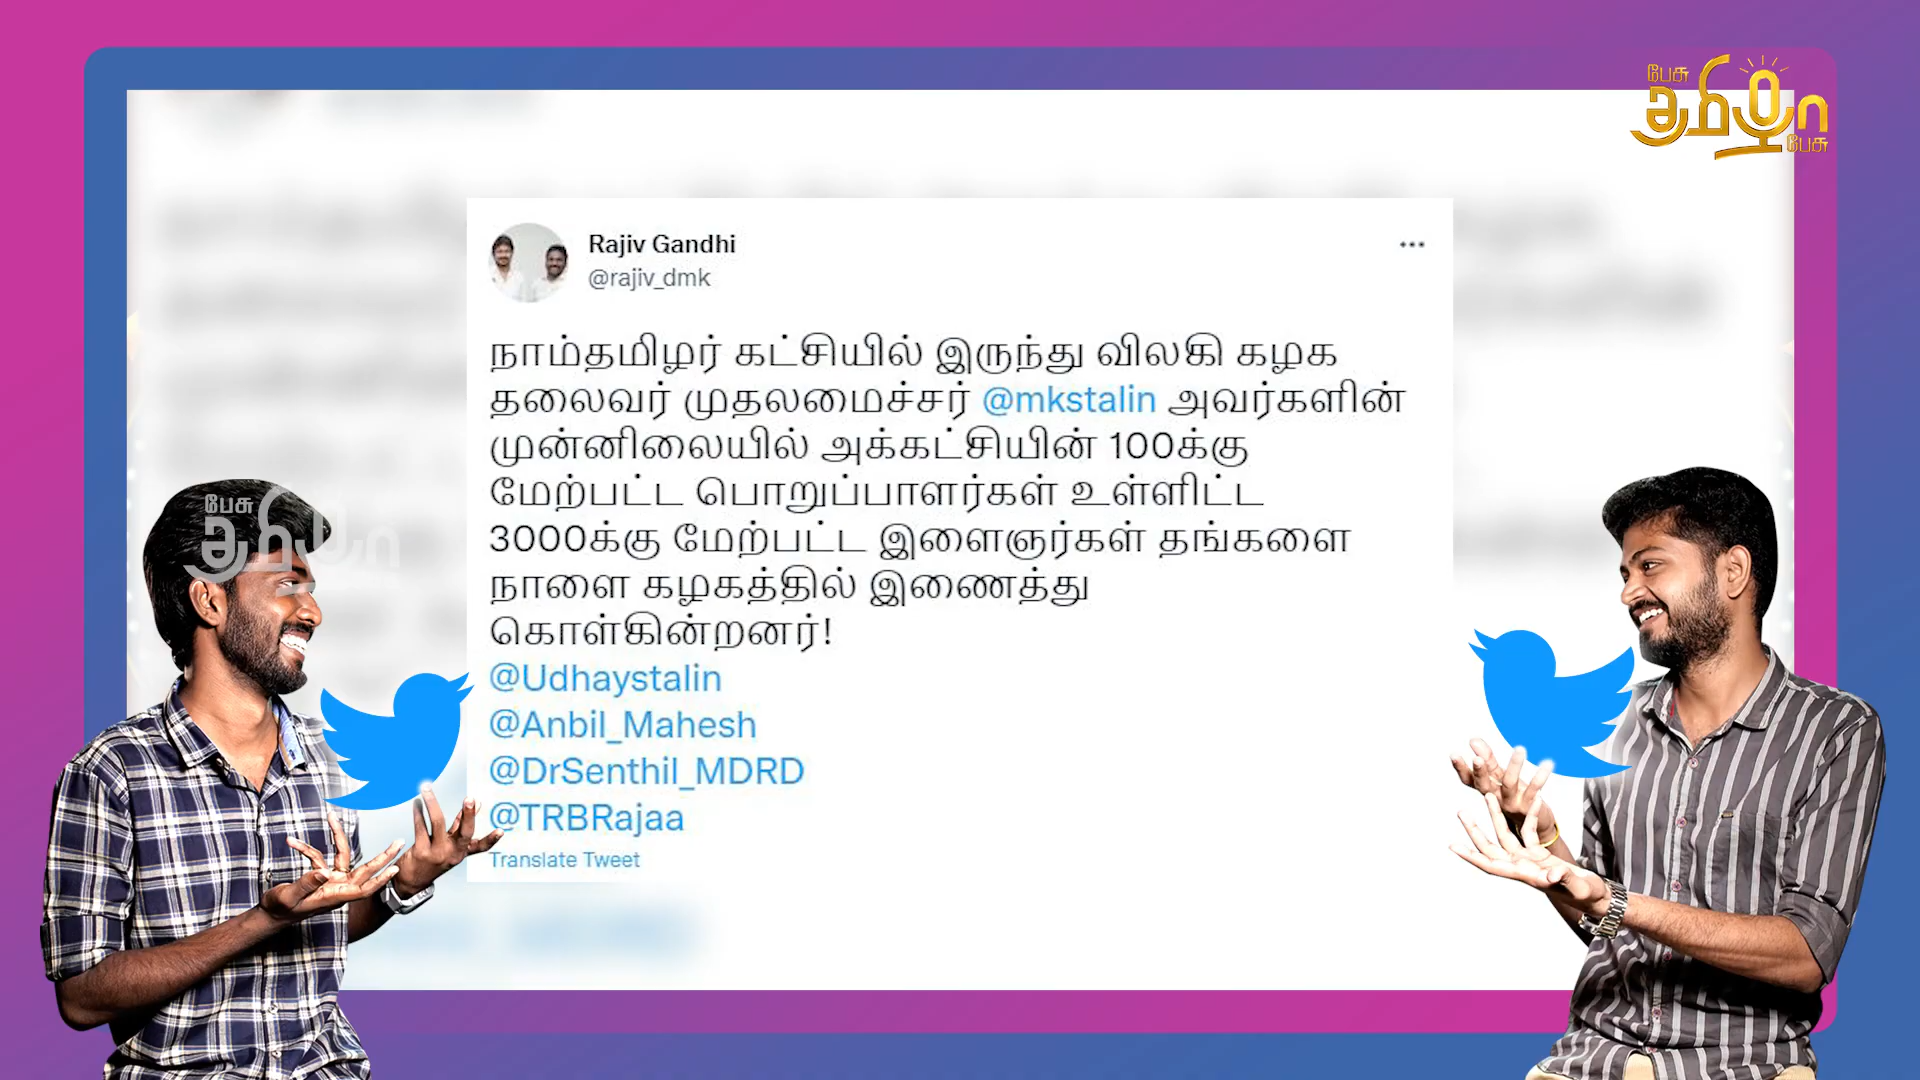 பேசு
தமிழா
பேசு
Rajiv Gandhi
@rajiv_dmk
நாம்தமிழர் கட்சியில் இருந்து விலகி கழக
தலைவர் முதலமைச்சர் @mkstalin அவர்களின்
முன்னிலையில் அக்கட்சியின் 100க்கு
மேற்பட்ட பொறுப்பாளர்கள் உள்ளிட்ட
3000க்கு மேற்பட்ட இளைஞர்கள் தங்களை
நாளை கழகத்தில் இணைத்து
கொள்கின்றனர்!
@Udhaystalin
@Anbil_Mahesh
@DrSenthil_MDRD
@TRBRajaa
Translate Tweet
பேசு
தமிழா